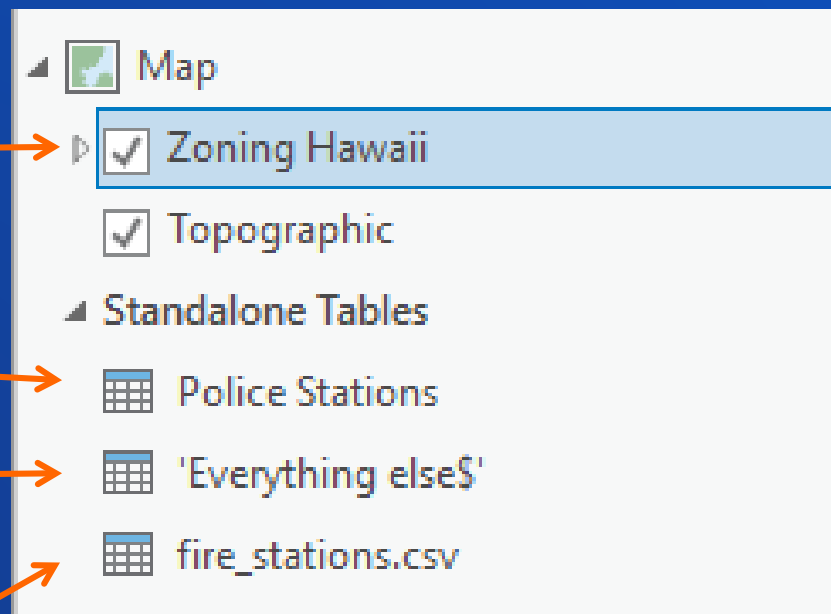 Map
Zoning Hawaii
Topographic
Standalone Tables
Police Stations
'Everything else$'
fire_stations.csv